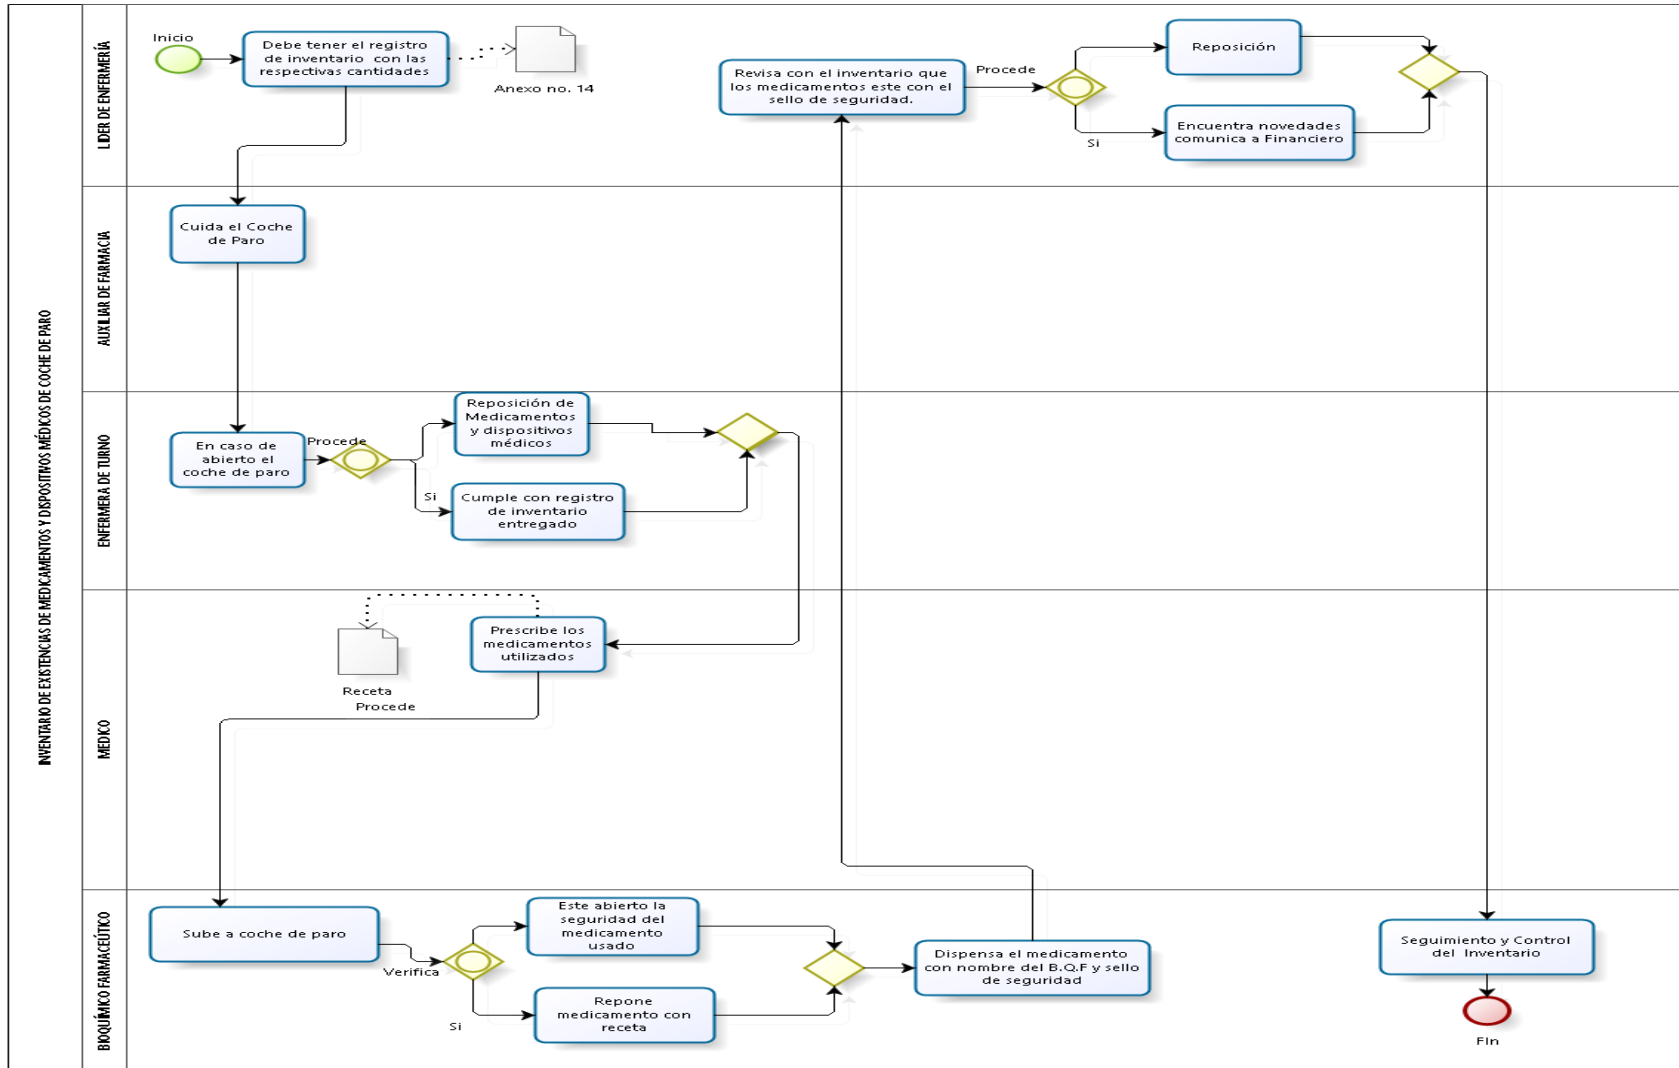 INVENTARIO DE EXISTENCIAS DE MEDICAMENTOS Y DISPOSITIVOS MÉDICOS DE COCHE DE PARO
LIDER DE ENFERMERÍA
Inicio
Debe tener el registro
de inventario con las
respectivas cantidades
Anexo no. 14
Revisa con el inventario que
los medicamentos este con el
sello de seguridad.
Procede
Reposición
Si
Encuentra novedades
comunica a Financiero
AUXILIAR DE FARMACIA
Cuida el Coche
de Paro
ENFERMERA DE TURNO
En caso de
abierto el
coche de paro
Procede
Reposición de
Medicamentos
y dispositivos
médicos
Si
Cumple con registro
de inventario
entregado
MEDICO
Prescribe los
medicamentos
utilizados
Receta
Procede
BIOQUÍMICO FARMACEÚTICO
Sube a coche de paro
Verifica
Este abierto la
seguridad del
medicamento
usado
Si
Repone
medicamento con
receta
Dispensa el medicamento
con nombre del B.Q.F y sello
de seguridad
Seguimiento y Control
del Inventario
FIn